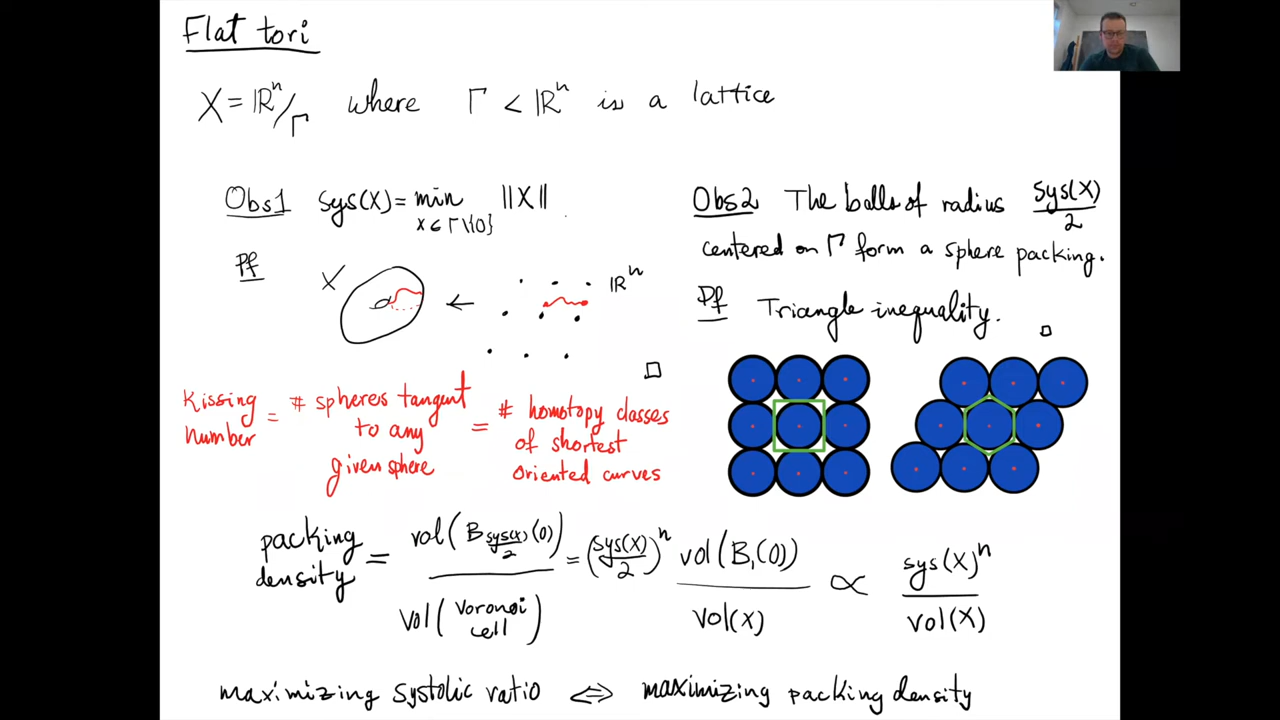 Flat tori
X = ℝⁿ/Γ where Γ < ℝⁿ is a lattice
Obs1 sys(X) = min ‖x‖
x ∈ Γ\{0}
Pf
X ← ℝⁿ
□
Obs2 The balls of radius sys(X)/2
centered on Γ form a sphere packing.
Pf Triangle inequality.
□
Kissing number = # spheres tangent to any given sphere = # homotopy classes of shortest oriented curves
packing density = vol(B_{sys(X)/2}(0)) / vol(Voronoi cell) = (sys(X)/2)ⁿ vol(B₁(0)) / vol(X) ∝ sys(X)ⁿ / vol(X)
maximizing systolic ratio ⇔ maximizing packing density